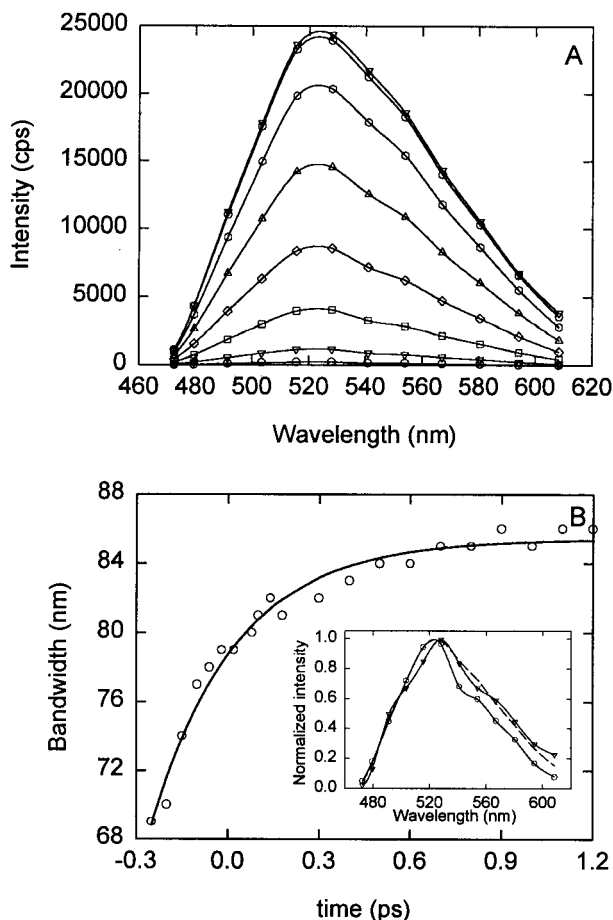 A
25000
20000
15000
10000
5000
0
Intensity (cps)
460 480 500 520 540 560 580 600 620
Wavelength (nm)
B
88
84
80
76
72
68
Bandwidth (nm)
1.0
0.8
0.6
0.4
0.2
0.0
Normalized intensity
480 520 560 600
Wavelength (nm)
-0.3 0.0 0.3 0.6 0.9 1.2
time (ps)